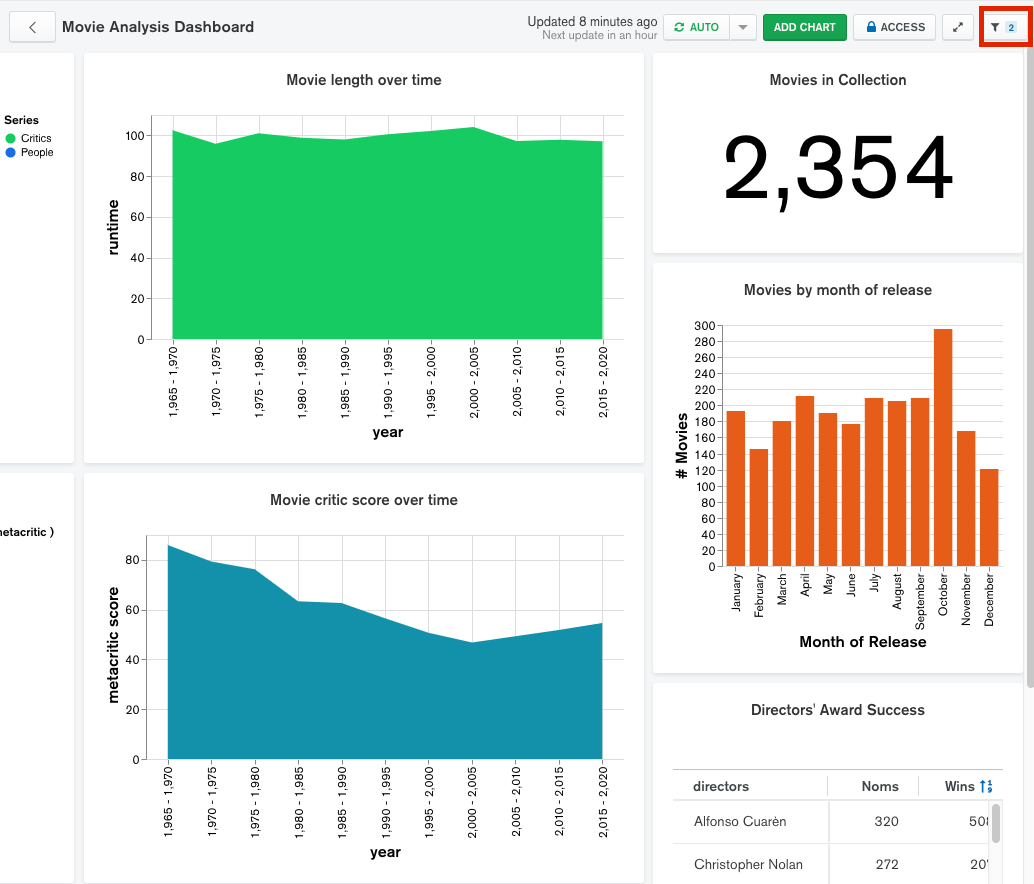 Movie Analysis Dashboard
Updated 8 minutes ago
Next update in an hour
AUTO
ADD CHART
ACCESS
2
Series
Critics
People
Movie length over time
runtime
100
80
60
40
20
0
1,965 - 1,970
1,970 - 1,975
1,975 - 1,980
1,980 - 1,985
1,985 - 1,990
1,990 - 1,995
1,995 - 2,000
2,000 - 2,005
2,005 - 2,010
2,010 - 2,015
2,015 - 2,020
year
Movies in Collection
2,354
Movies by month of release
# Movies
300
280
260
240
220
200
180
160
140
120
100
80
60
40
20
0
January
February
March
April
May
June
July
August
September
October
November
December
Month of Release
etacritic )
Movie critic score over time
metacritic score
80
60
40
20
0
1,965 - 1,970
1,970 - 1,975
1,975 - 1,980
1,980 - 1,985
1,985 - 1,990
1,990 - 1,995
1,995 - 2,000
2,000 - 2,005
2,005 - 2,010
2,010 - 2,015
2,015 - 2,020
year
Directors' Award Success
directors Noms Wins
Alfonso Cuarèn 320 50
Christopher Nolan 272 20